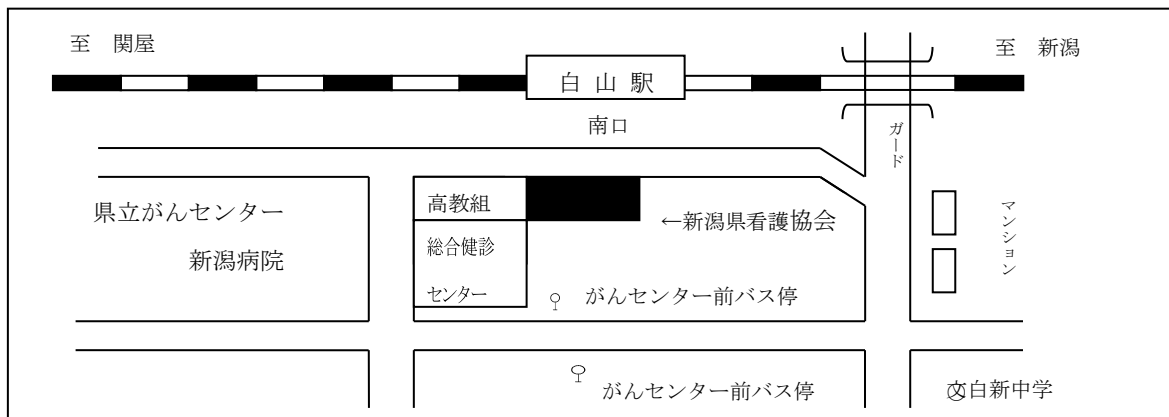 至 関屋
至 新潟
白 山 駅
南口
ガード
高教組
県立がんセンター
新潟病院
←新潟県看護協会
マンション
総合健診
センター
がんセンター前バス停
がんセンター前バス停
文白新中学